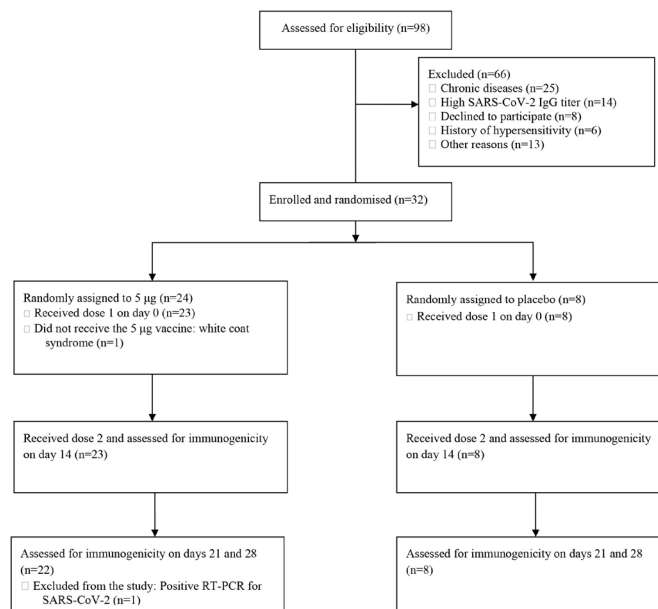 Assessed for eligibility (n=98)
Excluded (n=66)
□ Chronic diseases (n=25)
□ High SARS-CoV-2 IgG titer (n=14)
□ Declined to participate (n=8)
□ History of hypersensitivity (n=6)
□ Other reasons (n=13)
Enrolled and randomised (n=32)
Randomly assigned to 5 µg (n=24)
□ Received dose 1 on day 0 (n=23)
□ Did not receive the 5 µg vaccine: white coat
syndrome (n=1)
Randomly assigned to placebo (n=8)
□ Received dose 1 on day 0 (n=8)
Received dose 2 and assessed for immunogenicity
on day 14 (n=23)
Received dose 2 and assessed for immunogenicity
on day 14 (n=8)
Assessed for immunogenicity on days 21 and 28
(n=22)
□ Excluded from the study: Positive RT-PCR for
SARS-CoV-2 (n=1)
Assessed for immunogenicity on days 21 and 28
(n=8)